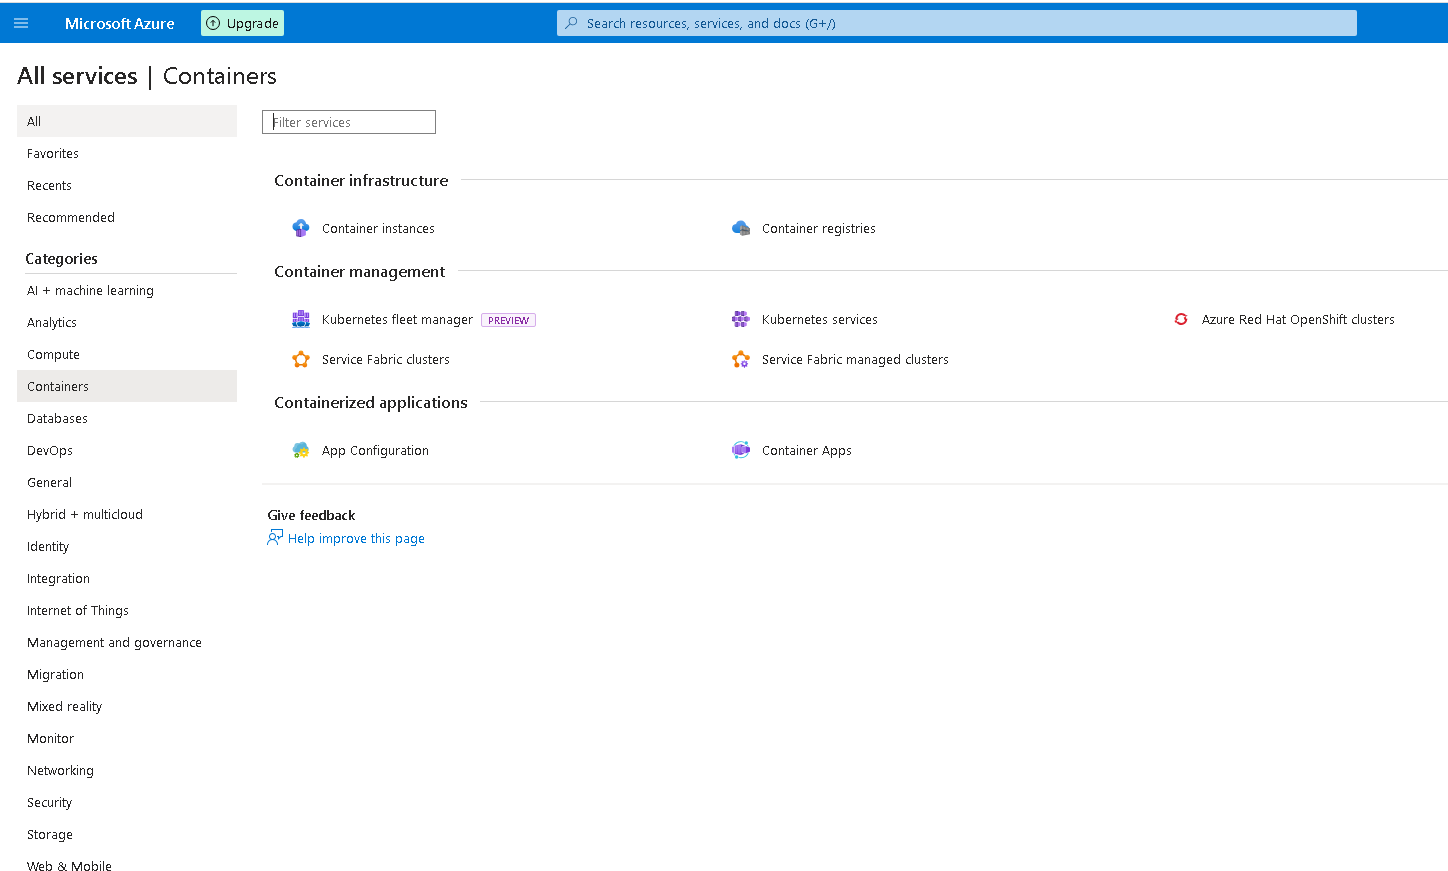 Microsoft Azure
Upgrade
Search resources, services, and docs (G+/)
All services | Containers
All
Favorites
Recents
Recommended
Categories
AI + machine learning
Analytics
Compute
Containers
Databases
DevOps
General
Hybrid + multicloud
Identity
Integration
Internet of Things
Management and governance
Migration
Mixed reality
Monitor
Networking
Security
Storage
Web & Mobile
Filter services
Container infrastructure
Container instances
Container registries
Container management
Kubernetes fleet manager PREVIEW
Kubernetes services
Azure Red Hat OpenShift clusters
Service Fabric clusters
Service Fabric managed clusters
Containerized applications
App Configuration
Container Apps
Give feedback
Help improve this page